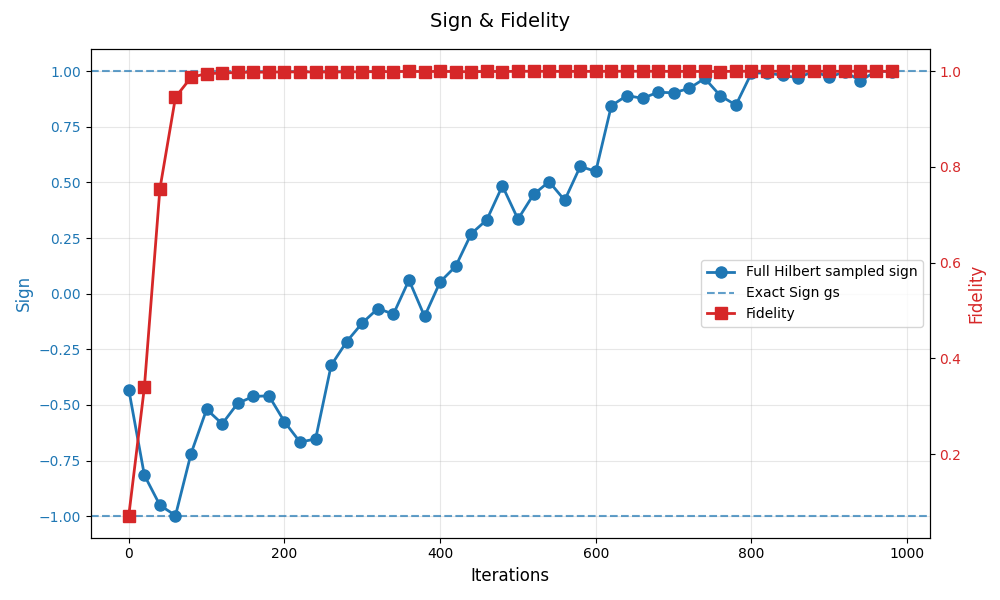 Sign & Fidelity
1.00
0.75
0.50
0.25
0.00
−0.25
−0.50
−0.75
−1.00
Sign
1.0
0.8
0.6
0.4
0.2
Fidelity
Full Hilbert sampled sign
Exact Sign gs
Fidelity
0
200
400
600
800
1000
Iterations